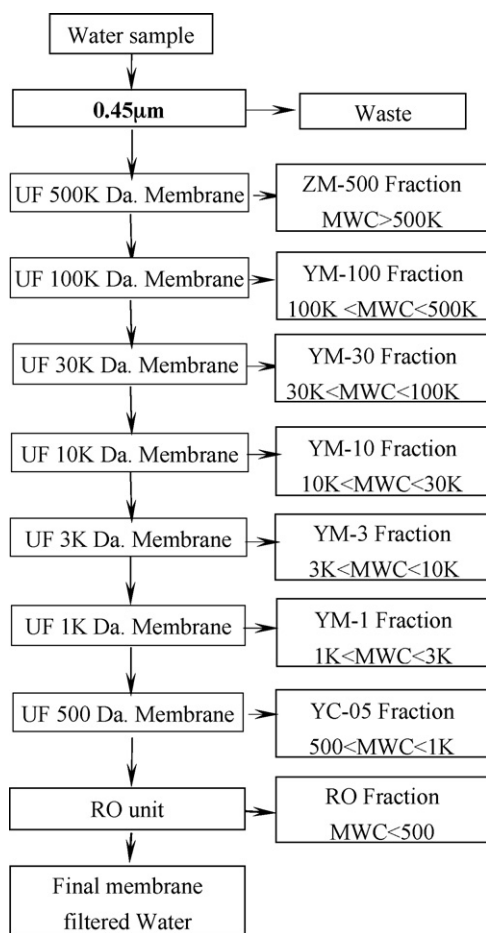 Water sample
0.45μm
Waste
UF 500K Da. Membrane
ZM-500 Fraction
MWC>500K
UF 100K Da. Membrane
YM-100 Fraction
100K <MWC<500K
UF 30K Da. Membrane
YM-30 Fraction
30K<MWC<100K
UF 10K Da. Membrane
YM-10 Fraction
10K<MWC<30K
UF 3K Da. Membrane
YM-3 Fraction
3K<MWC<10K
UF 1K Da. Membrane
YM-1 Fraction
1K<MWC<3K
UF 500 Da. Membrane
YC-05 Fraction
500<MWC<1K
RO unit
RO Fraction
MWC<500
Final membrane
filtered Water